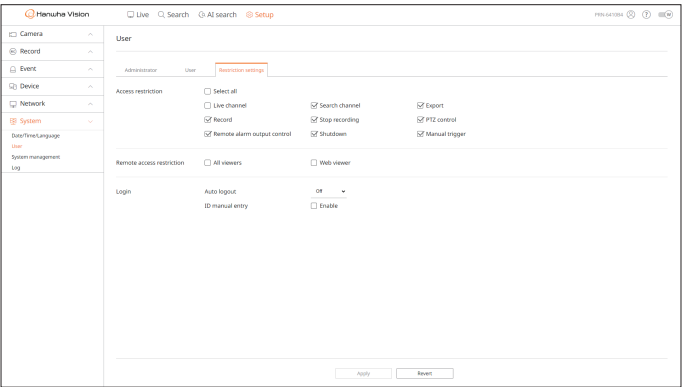 Hanwha Vision
Live Search AI search Setup
PRN-6410DB4 ? W
Camera
Record
Event
Device
Network
System
Date/Time/Language
User
System management
Log
User
Administrator User Restriction settings
Access restriction Select all
Live channel Search channel Export
Record Stop recording PTZ control
Remote alarm output control Shutdown Manual trigger
Remote access restriction All viewers Web viewer
Login Auto logout Off
ID manual entry Enable
Apply Revert